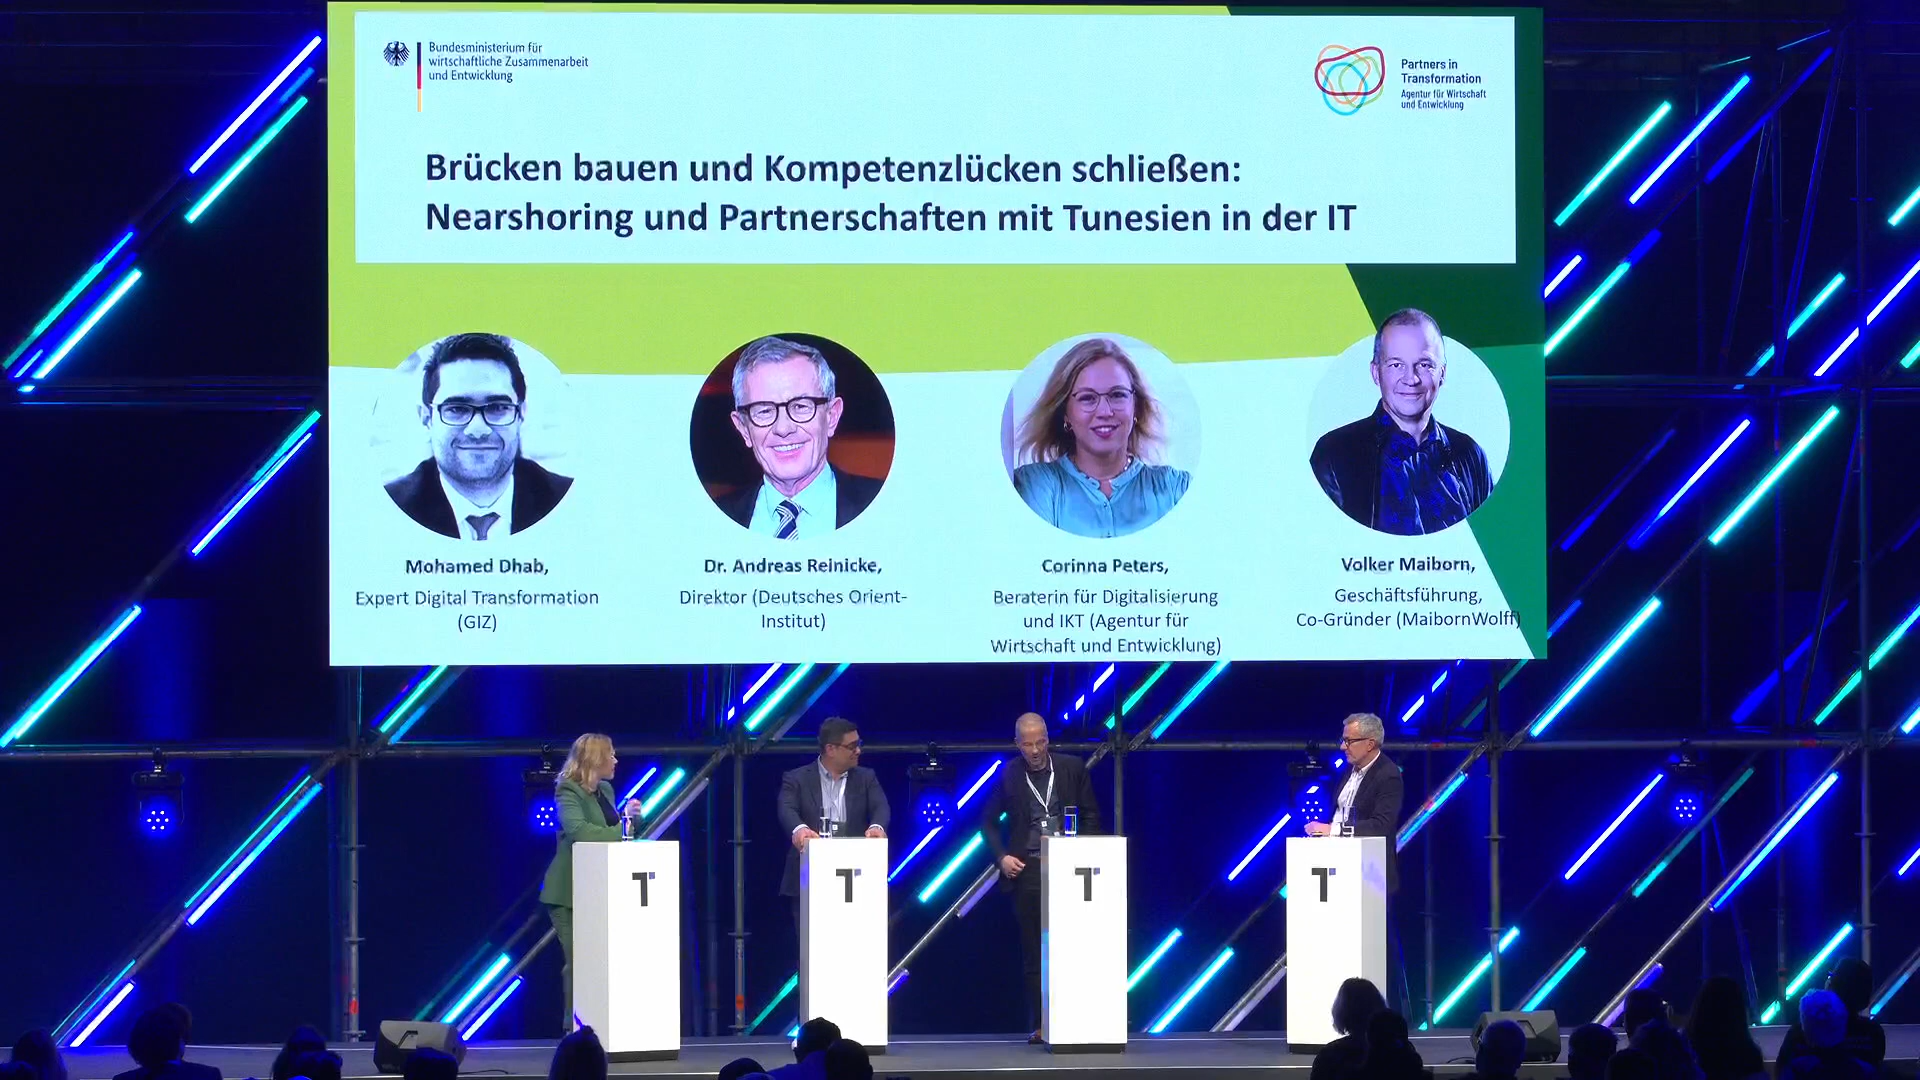 Bundesministerium für
wirtschaftliche Zusammenarbeit
und Entwicklung
Partners in
Transformation
Agentur für Wirtschaft
und Entwicklung
Brücken bauen und Kompetenzlücken schließen:
Nearshoring und Partnerschaften mit Tunesien in der IT
Mohamed Dhab,
Expert Digital Transformation
(GIZ)
Dr. Andreas Reinicke,
Direktor (Deutsches Orient-
Institut)
Corinna Peters,
Beraterin für Digitalisierung
und IKT (Agentur für
Wirtschaft und Entwicklung)
Volker Maiborn,
Geschäftsführung,
Co-Gründer (MaibornWolff)
T
T
T
T